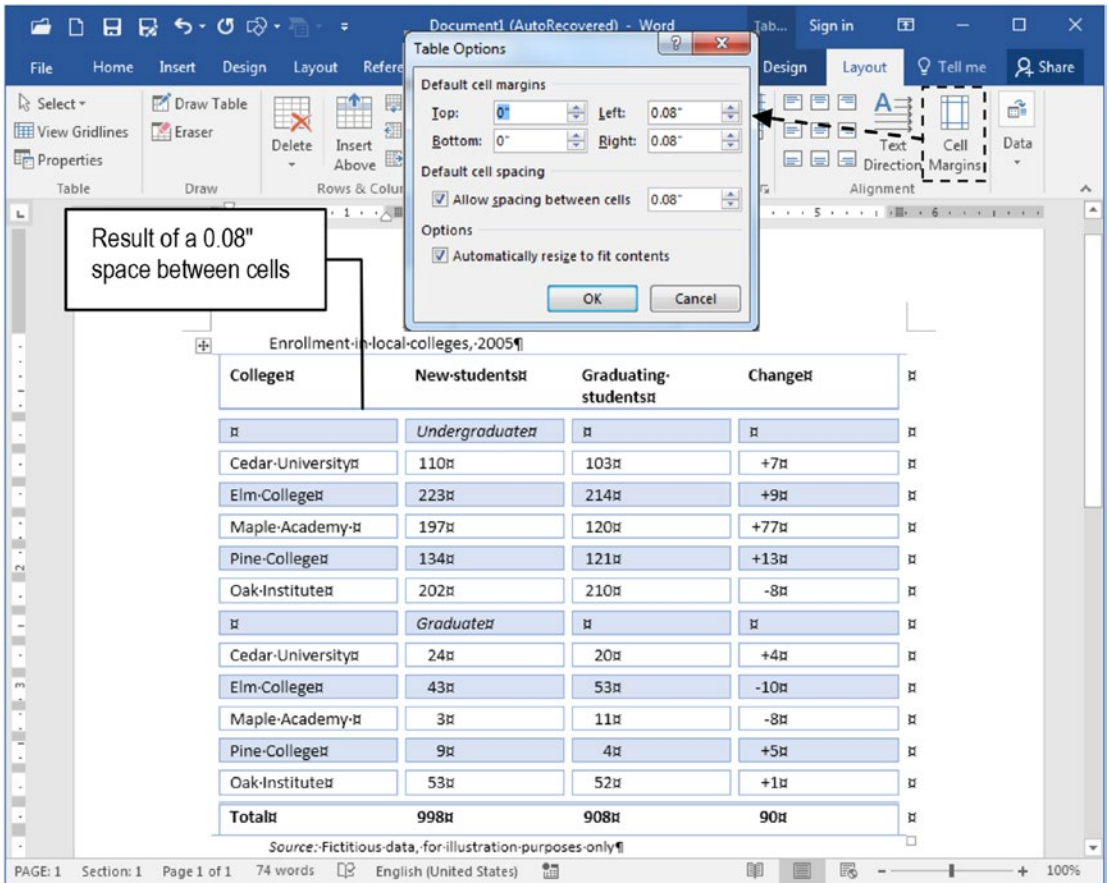 Document1 (AutoRecovered) - Word
Tab...
Sign in
File
Home
Insert
Design
Layout
Refere
Design
Layout
Tell me
Share
Select
View Gridlines
Properties
Table
Draw Table
Eraser
Draw
Delete
Insert
Above
Rows & Colu
Text
Direction
Cell
Margins
Alignment
Data
Table Options
Default cell margins
Top: 0" Left: 0.08"
Bottom: 0" Right: 0.08"
Default cell spacing
Allow spacing between cells 0.08"
Options
Automatically resize to fit contents
OK Cancel
1
5
6
Result of a 0.08"
space between cells
Enrollment·in·local·colleges,·2005¶
College¤ New·students¤ Graduating· Change¤ ¤
students¤
¤ Undergraduate¤ ¤ ¤ ¤
Cedar·University¤ 110¤ 103¤ +7¤ ¤
Elm·College¤ 223¤ 214¤ +9¤ ¤
Maple·Academy·¤ 197¤ 120¤ +77¤ ¤
Pine·College¤ 134¤ 121¤ +13¤ ¤
Oak·Institute¤ 202¤ 210¤ -8¤ ¤
¤ Graduate¤ ¤ ¤ ¤
Cedar·University¤ 24¤ 20¤ +4¤ ¤
Elm·College¤ 43¤ 53¤ -10¤ ¤
Maple·Academy·¤ 3¤ 11¤ -8¤ ¤
Pine·College¤ 9¤ 4¤ +5¤ ¤
Oak·Institute¤ 53¤ 52¤ +1¤ ¤
Total¤ 998¤ 908¤ 90¤ ¤
Source:·Fictitious·data,·for·illustration·purposes·only¶
PAGE: 1 Section: 1 Page 1 of 1 74 words English (United States) 100%